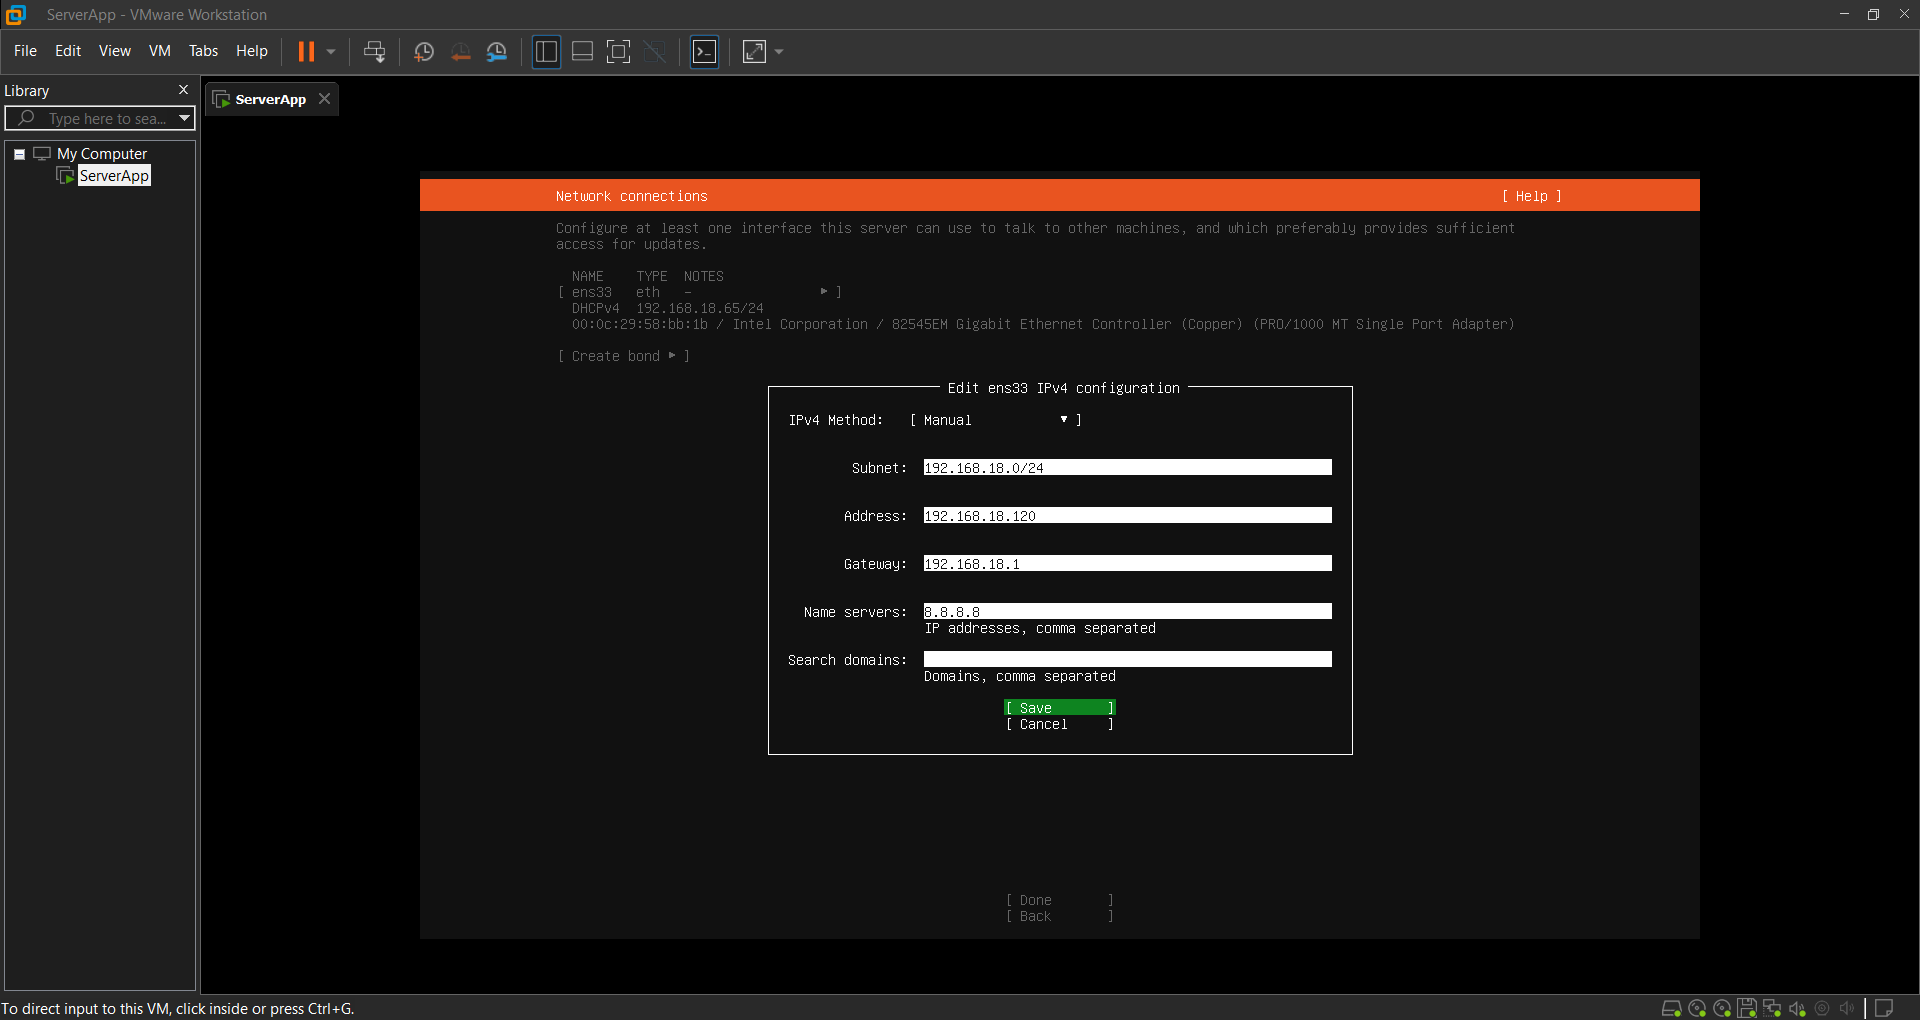 ServerApp - VMware Workstation
File Edit View VM Tabs Help
Library
ServerApp
Type here to sea...
My Computer
ServerApp
Network connections [ Help ]
Configure at least one interface this server can use to talk to other machines, and which preferably provides sufficient
access for updates.
NAME TYPE NOTES
[ ens33 eth - ▸ ]
DHCPv4 192.168.18.65/24
00:0c:29:58:bb:1b / Intel Corporation / 82545EM Gigabit Ethernet Controller (Copper) (PRO/1000 MT Single Port Adapter)
[ Create bond ▸ ]
Edit ens33 IPv4 configuration
IPv4 Method: [ Manual ▾ ]
Subnet: 192.168.18.0/24
Address: 192.168.18.120
Gateway: 192.168.18.1
Name servers: 8.8.8.8
IP addresses, comma separated
Search domains:
Domains, comma separated
[ Save ]
[ Cancel ]
[ Done ]
[ Back ]
To direct input to this VM, click inside or press Ctrl+G.